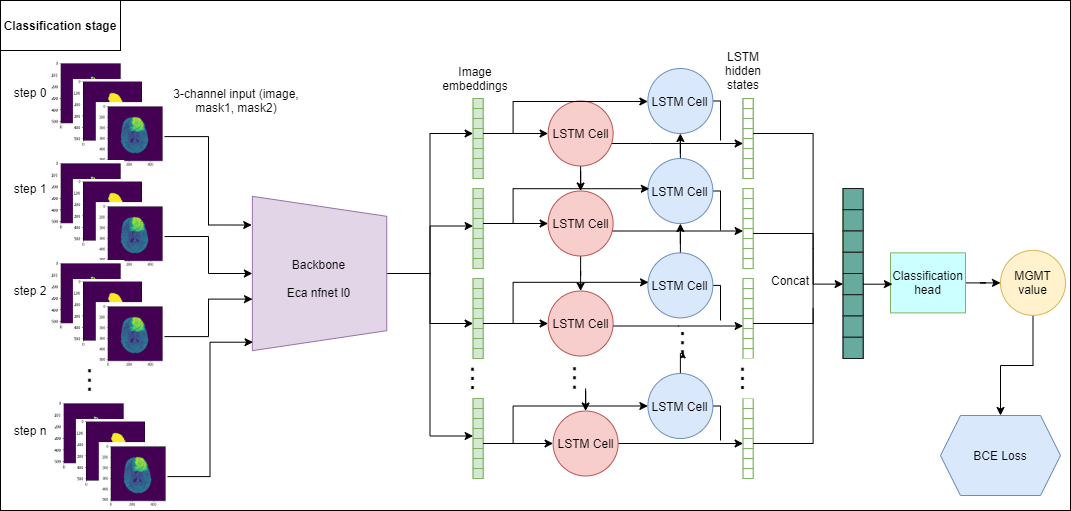 Classification stage
step 0
3-channel input (image,
mask1, mask2)
step 1
step 2
step n
Backbone
Eca nfnet l0
Image
embeddings
LSTM Cell
LSTM Cell
LSTM Cell
LSTM Cell
LSTM Cell
LSTM Cell
LSTM Cell
LSTM Cell
LSTM
hidden
states
Concat
Classification
head
MGMT
value
BCE Loss